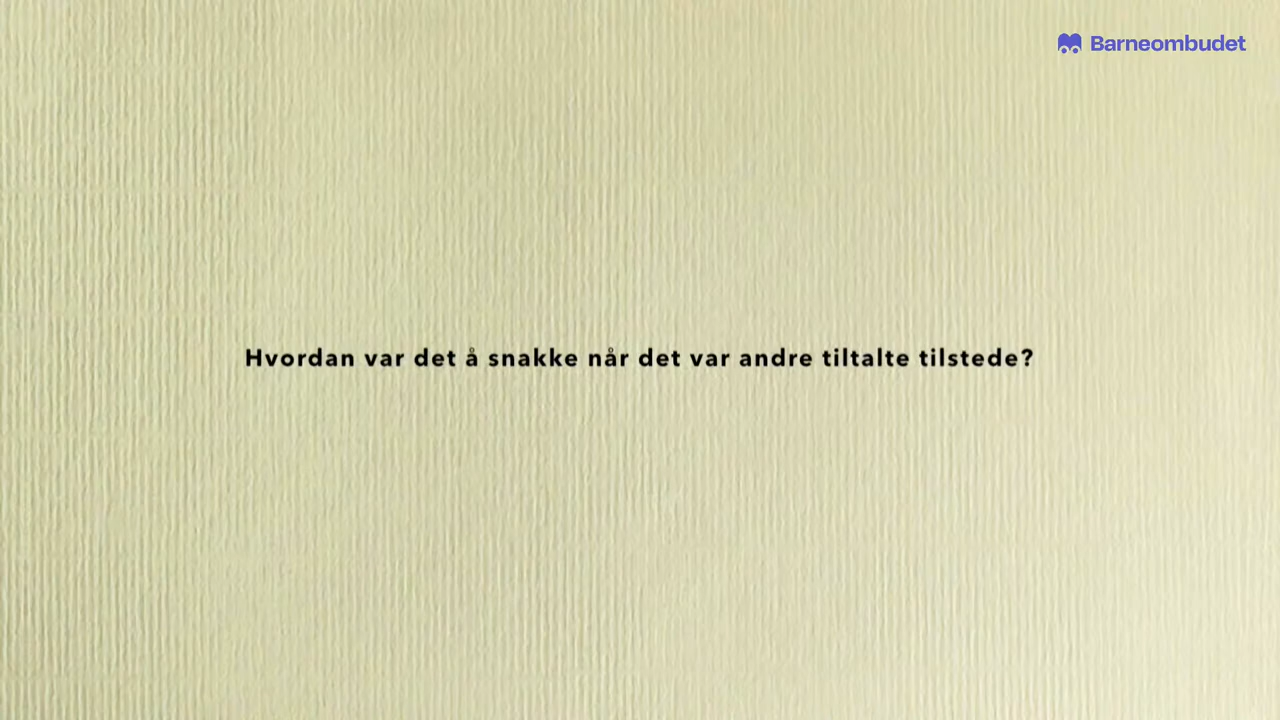 Barneombudet
Hvordan var det å snakke når det var andre tiltalte tilstede?